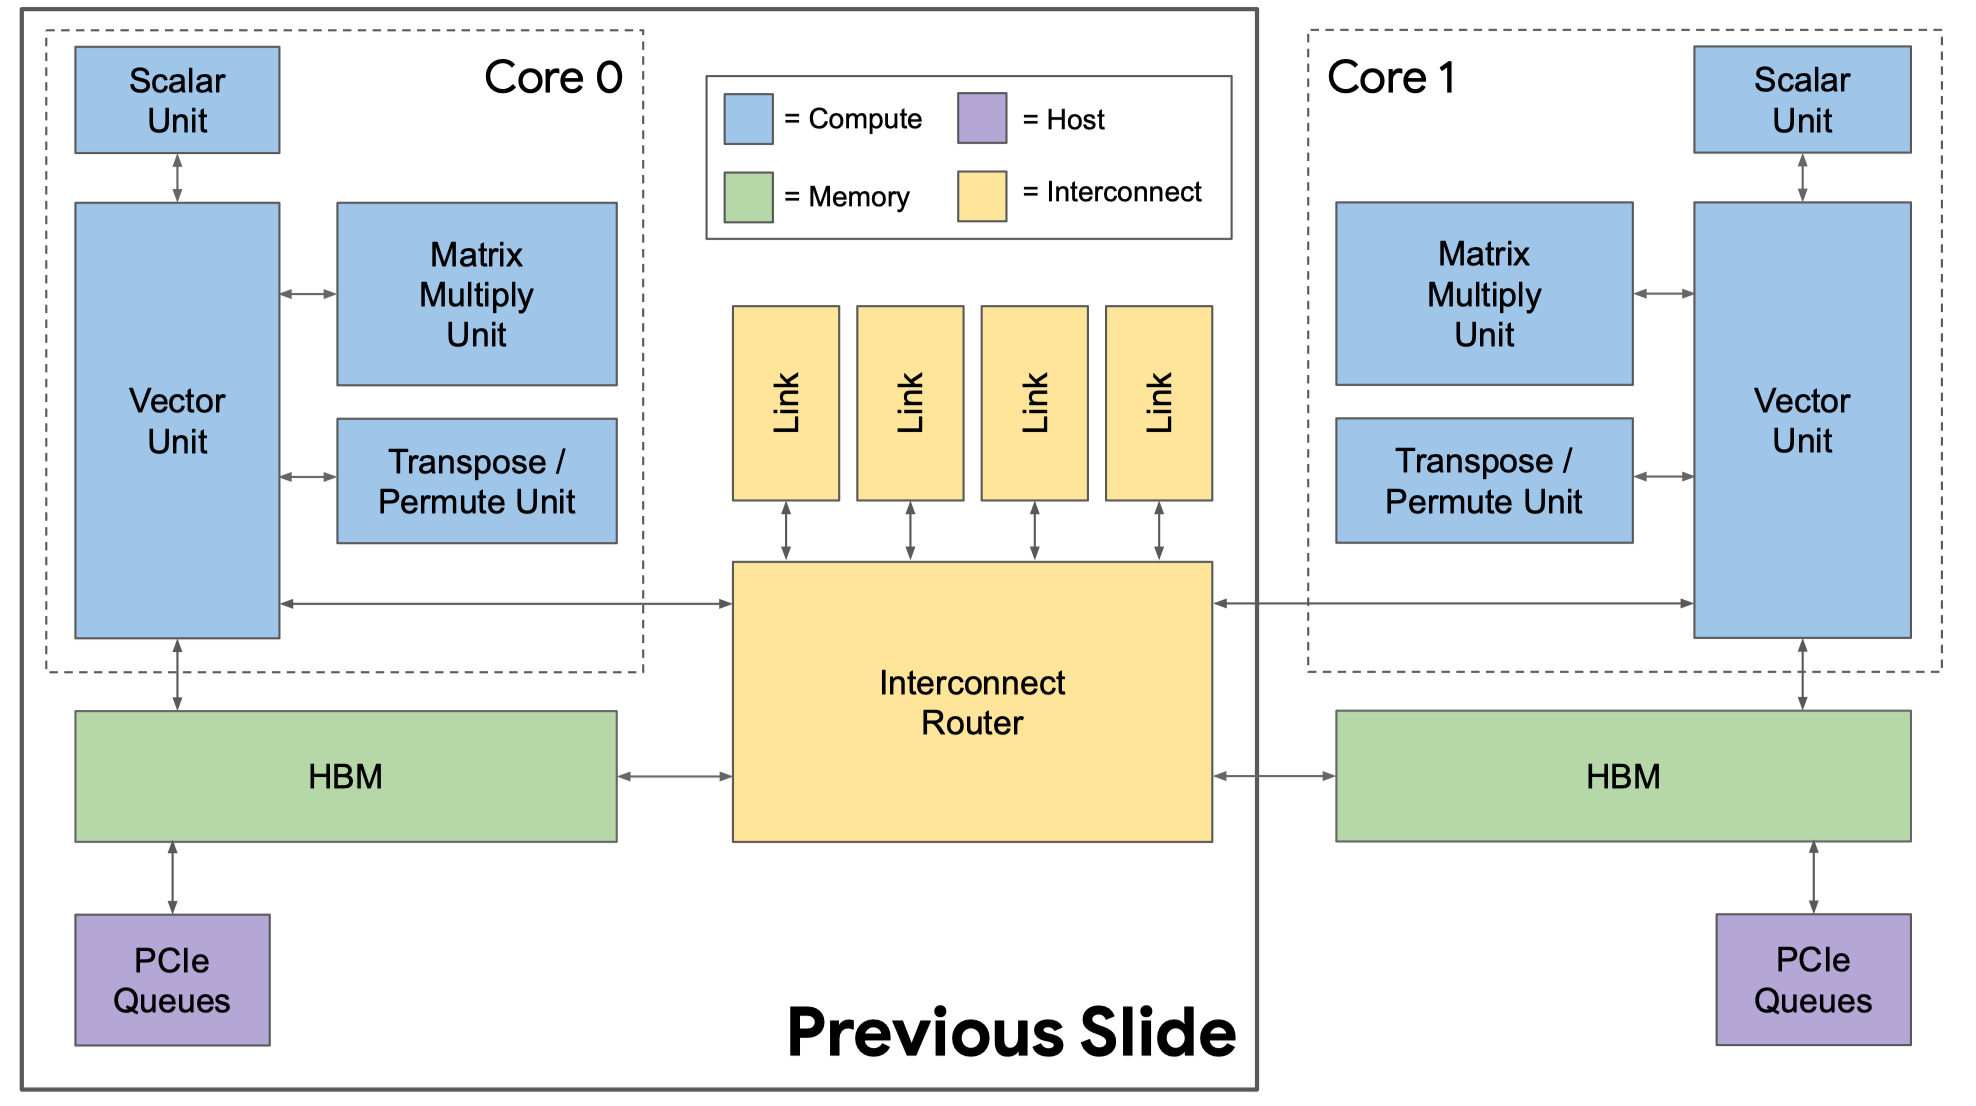 Scalar
Unit
Core 0
Vector
Unit
Matrix
Multiply
Unit
Transpose /
Permute Unit
HBM
PCIe
Queues
= Compute
= Host
= Memory
= Interconnect
Link
Link
Link
Link
Interconnect
Router
Previous Slide
Core 1
Scalar
Unit
Matrix
Multiply
Unit
Transpose /
Permute Unit
Vector
Unit
HBM
PCIe
Queues